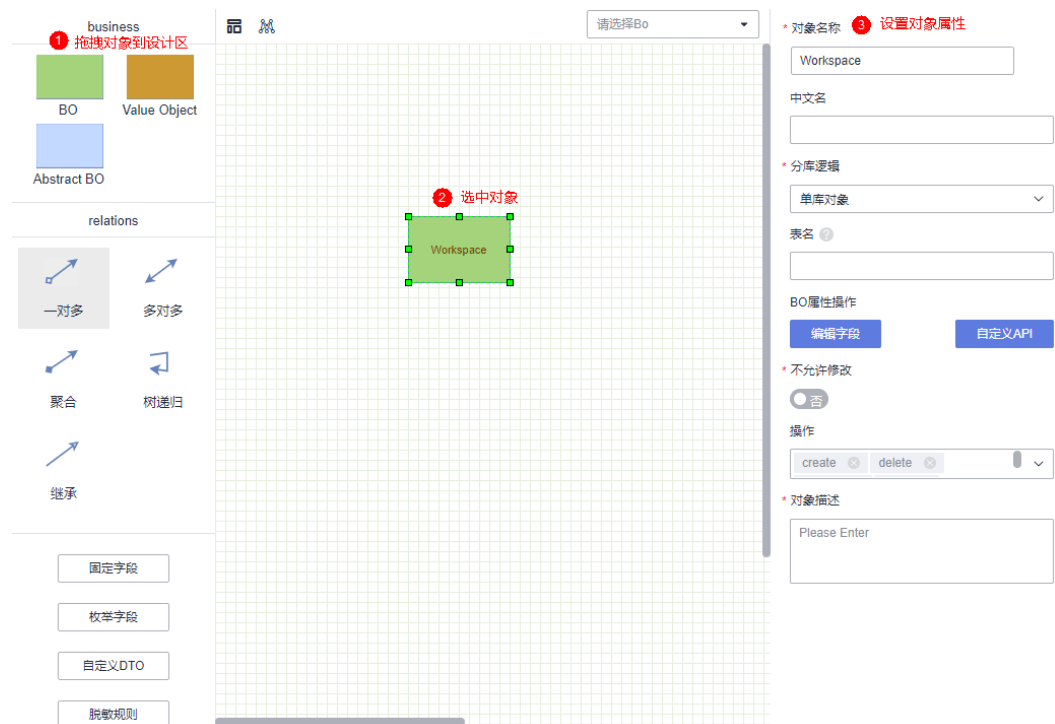 business
1 拖拽对象到设计区
BO
Value Object
Abstract BO
relations
一对多
多对多
聚合
树递归
继承
固定字段
枚举字段
自定义DTO
脱敏规则
请选择Bo
2 选中对象
Workspace
* 对象名称
3 设置对象属性
Workspace
中文名
* 分库逻辑
单库对象
表名 ?
BO属性操作
编辑字段
自定义API
* 不允许修改
否
操作
create
delete
* 对象描述
Please Enter